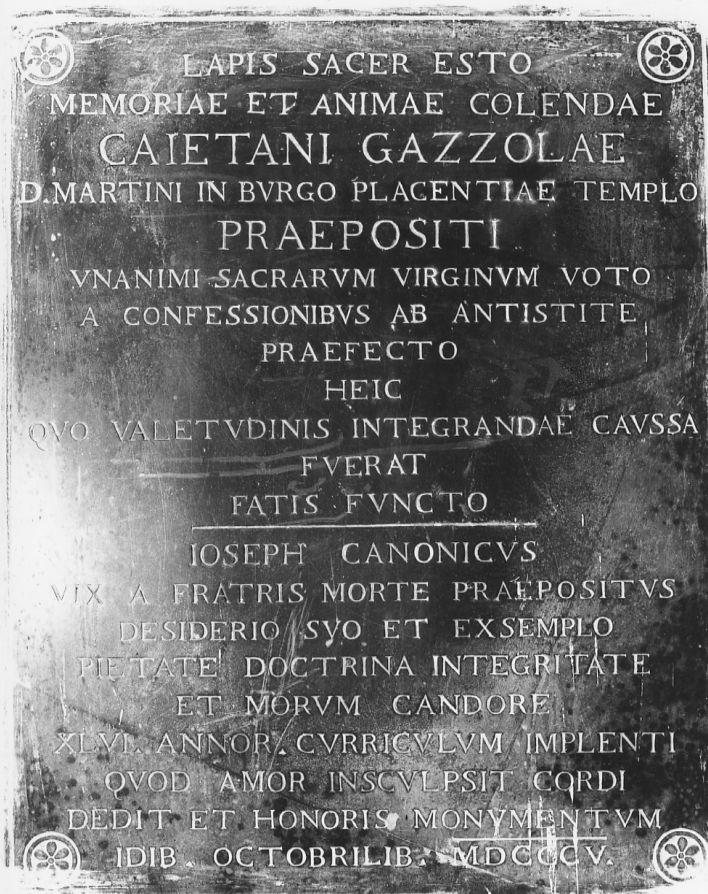 LAPIS SACER ESTO
MEMORIAE ET ANIMAE COLENDAE
CAIETANI GAZZOLAE
D.MARTINI IN BVRGO PLACENTIAE TEMPLO
PRAEPOSITI
VNANIMI SACRARVM VIRGINVM VOTO
A CONFESSIONIBVS AB ANTISTITE
PRAEFECTO
HEIC
QVO VALETVDINIS INTEGRANDAE CAVSSA
FVERAT
FATIS FVNCTO
IOSEPH CANONICVS
VIX A FRATRIS MORTE PRAEPOSITVS
DESIDERIO SVO ET EXSEMPLO
PIETATE DOCTRINA INTEGRITATE
ET MORVM CANDORE
XLVI. ANNOR. CVRRICVLVM IMPLENTI
QVOD AMOR INSCVLPSIT CORDI
DEDIT ET HONORIS MONVMENTVM
IDIB. OCTOBRILIB. MDCCCV.